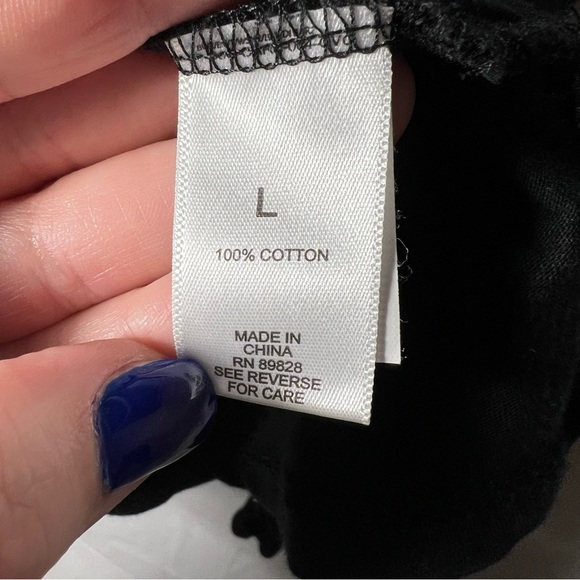 L
100% COTTON
MADE IN
CHINA
RN 89828
SEE REVERSE
FOR CARE